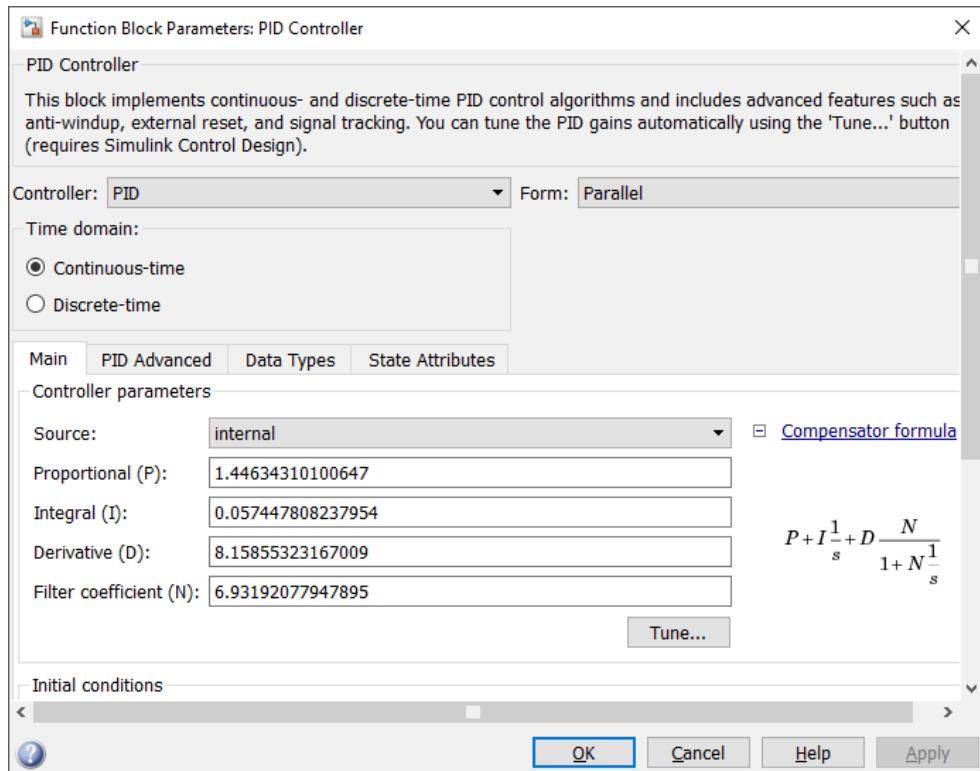 Function Block Parameters: PID Controller
PID Controller
This block implements continuous- and discrete-time PID control algorithms and includes advanced features such as
anti-windup, external reset, and signal tracking. You can tune the PID gains automatically using the 'Tune...' button
(requires Simulink Control Design).
Controller: PID Form: Parallel
Time domain:
Continuous-time
Discrete-time
Main PID Advanced Data Types State Attributes
Controller parameters
Source: internal Compensator formula
Proportional (P): 1.44634310100647
Integral (I): 0.057447808237954
Derivative (D): 8.15855323167009
Filter coefficient (N): 6.93192077947895
P + I 1/s + D N/(1 + N 1/s)
Tune...
Initial conditions
OK Cancel Help Apply